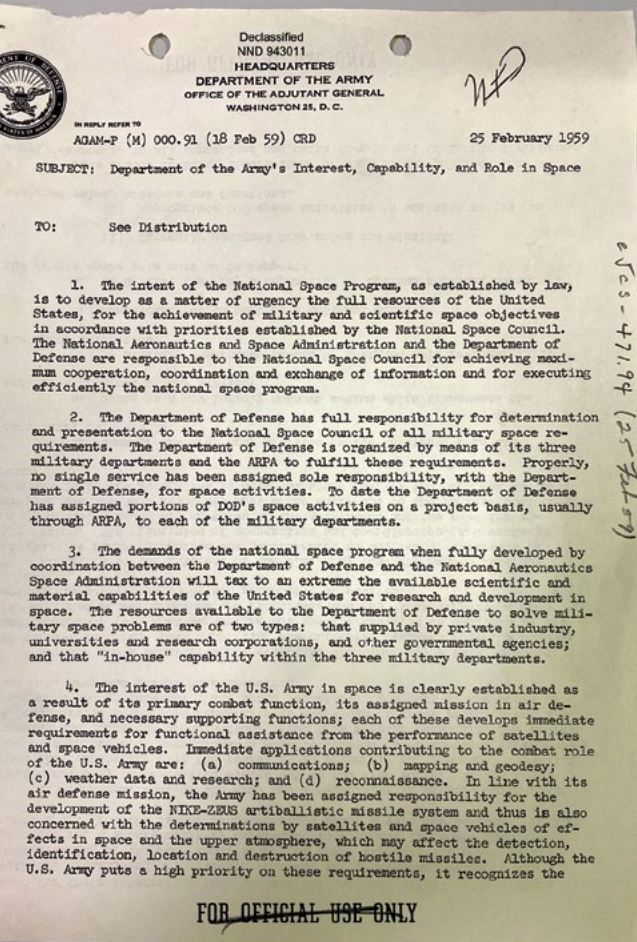 Declassified
NND 943011
HEADQUARTERS
DEPARTMENT OF THE ARMY
OFFICE OF THE ADJUTANT GENERAL
WASHINGTON 25, D. C.
IN REPLY REFER TO
AGAM-P (M) 000.91 (18 Feb 59) CRD 25 February 1959
SUBJECT: Department of the Army's Interest, Capability, and Role in Space
TO: See Distribution
1. The intent of the National Space Program, as established by law,
is to develop as a matter of urgency the full resources of the United
States, for the achievement of military and scientific space objectives
in accordance with priorities established by the National Space Council.
The National Aeronautics and Space Administration and the Department of
Defense are responsible to the National Space Council for achieving maxi-
mum cooperation, coordination and exchange of information and for executing
efficiently the national space program.
2. The Department of Defense has full responsibility for determination
and presentation to the National Space Council of all military space re-
quirements. The Department of Defense is organized by means of its three
military departments and the ARPA to fulfill these requirements. Properly,
no single service has been assigned sole responsibility, with the Depart-
ment of Defense, for space activities. To date the Department of Defense
has assigned portions of DOD's space activities on a project basis, usually
through ARPA, to each of the military departments.
3. The demands of the national space program when fully developed by
coordination between the Department of Defense and the National Aeronautics
Space Administration will tax to an extreme the available scientific and
material capabilities of the United States for research and development in
space. The resources available to the Department of Defense to solve mili-
tary space problems are of two types: that supplied by private industry,
universities and research corporations, and other governmental agencies;
and that "in-house" capability within the three military departments.
4. The interest of the U.S. Army in space is clearly established as
a result of its primary combat function, its assigned mission in air de-
fense, and necessary supporting functions; each of these develops immediate
requirements for functional assistance from the performance of satellites
and space vehicles. Immediate applications contributing to the combat role
of the U.S. Army are: (a) communications; (b) mapping and geodesy;
(c) weather data and research; and (d) reconnaissance. In line with its
air defense mission, the Army has been assigned responsibility for the
development of the NIKE-ZEUS artiballistic missile system and thus is also
concerned with the determinations by satellites and space vehicles of ef-
fects in space and the upper atmosphere, which may affect the detection,
identification, location and destruction of hostile missiles. Although the
U.S. Army puts a high priority on these requirements, it recognizes the
FOR OFFICIAL USE ONLY
471.94 (25 Feb 59)